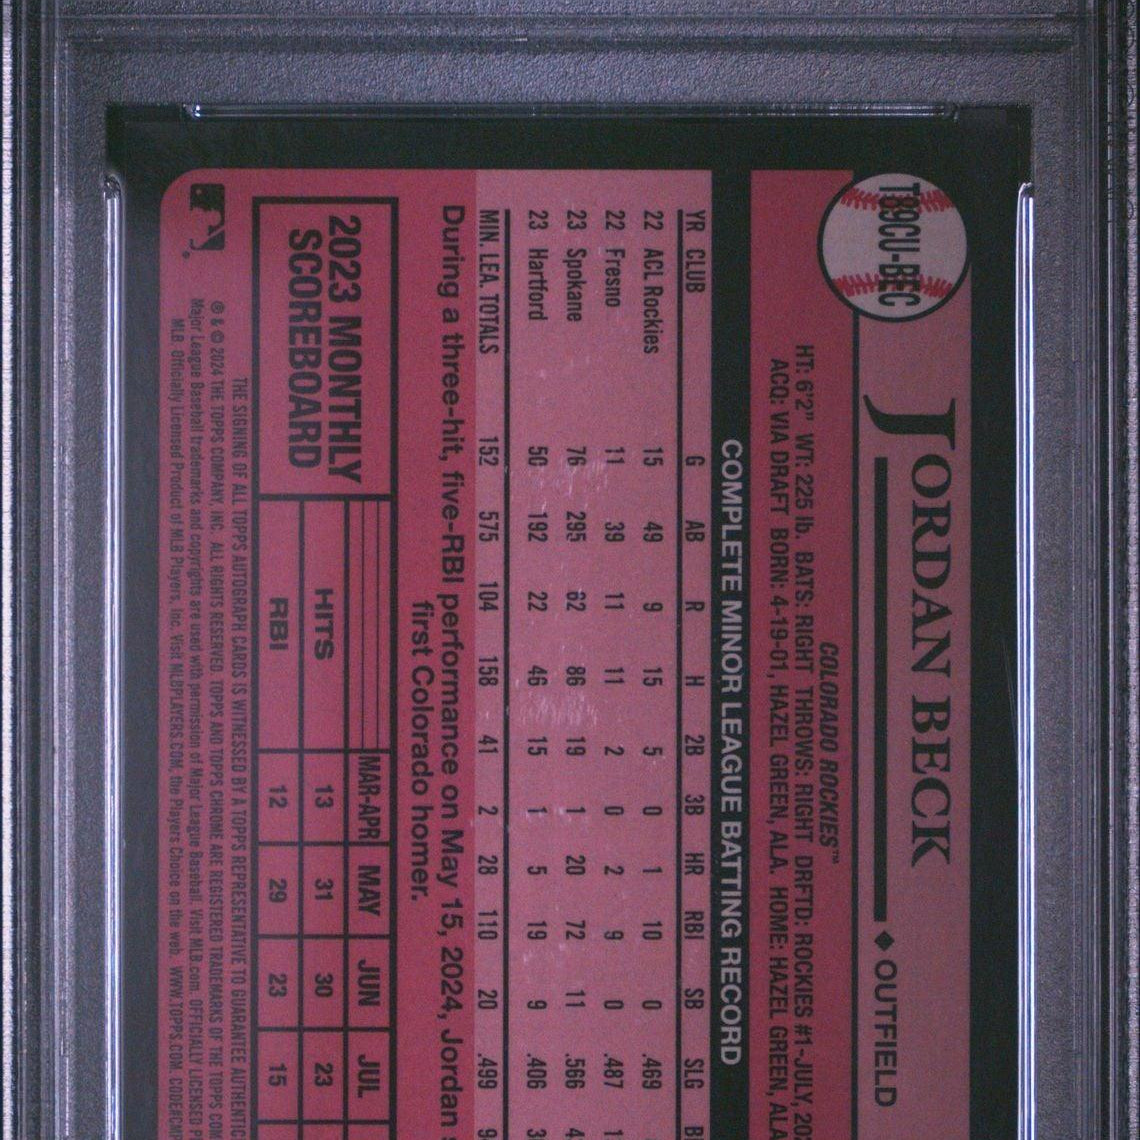 T89CU-BEC
JORDAN BECK
◆ OUTFIELD
COLORADO ROCKIES™
HT: 6'2" WT: 225 lb. BATS: RIGHT THROWS: RIGHT DRFTD: ROCKIES #1-JULY,
ACQ: VIA DRAFT BORN: 4-19-01, HAZEL GREEN, ALA. HOME: HAZEL GREEN,
COMPLETE MINOR LEAGUE BATTING RECORD
YR CLUB G AB R H 2B 3B HR RBI SB SLG
22 ACL Rockies 15 49 9 15 5 0 1 10 0 .469
22 Fresno 11 39 11 11 2 0 2 9 0 .487
23 Spokane 76 295 62 86 19 1 20 72 11 .566
23 Hartford 50 192 22 46 15 1 5 19 9 .406
MIN. LEA. TOTALS 152 575 104 158 41 2 28 110 20 .499
During a three-hit, five-RBI performance on May 15, 2024, Jordan
first Colorado homer.
2023 MONTHLY
SCOREBOARD
MAR-APR MAY JUN JUL
HITS 13 31 30 23
RBI 12 29 23 15
THE SIGNING OF ALL TOPPS AUTOGRAPH CARDS IS WITNESSED BY A TOPPS REPRESENTATIVE TO GUARANTEE
® & © 2024 THE TOPPS COMPANY, INC. ALL RIGHTS RESERVED. TOPPS AND TOPPS CHROME ARE REGISTERED TRADEMARKS OF THE TOPPS
Major League Baseball trademarks and copyrights are used with permission of Major League Baseball. Visit MLB.com. OFFICIALLY LICENSED
MLB. Officially Licensed Product of MLB Players, Inc. Visit MLBPLAYERS.COM, the Players Choice on the web. WWW.TOPPS.COM.